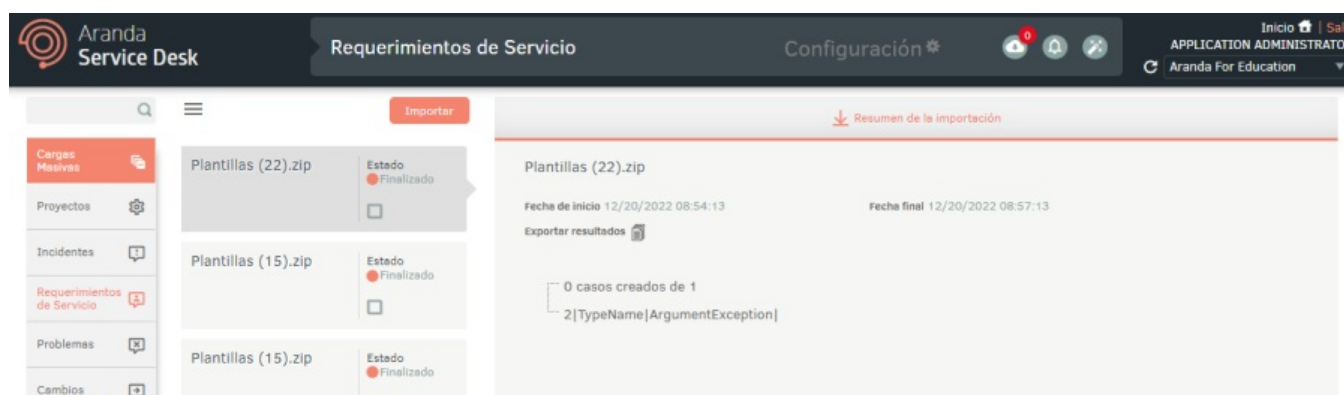 Aranda
Service Desk
Requerimientos de Servicio
Configuración
0
Inicio | Sal
APPLICATION ADMINISTRATO
Aranda For Education
Importar
Resumen de la importación
Cargas
Masivas
Proyectos
Incidentes
Requerimientos
de Servicio
Problemas
Cambios
Plantillas (22).zip
Estado
Finalizado
Plantillas (15).zip
Estado
Finalizado
Plantillas (15).zip
Estado
Finalizado
Plantillas (22).zip
Fecha de inicio 12/20/2022 08:54:13
Fecha final 12/20/2022 08:57:13
Exportar resultados
0 casos creados de 1
2|TypeName|ArgumentException|